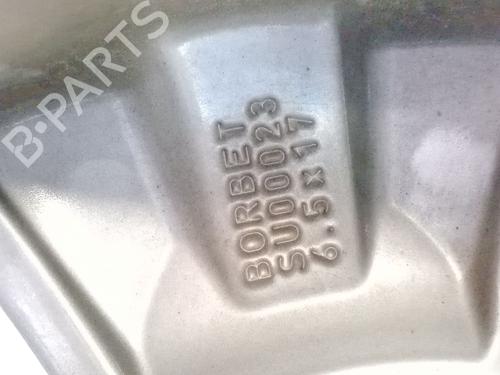 B-PARTS
BORBET
SU00023
6.5x17